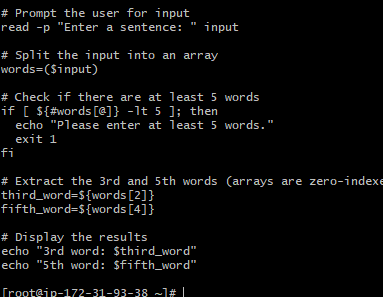 # Prompt the user for input
read -p "Enter a sentence: " input
# Split the input into an array
words=($input)
# Check if there are at least 5 words
if [ ${#words[@]} -lt 5 ]; then
  echo "Please enter at least 5 words."
  exit 1
fi
# Extract the 3rd and 5th words (arrays are zero-indexe
third_word=${words[2]}
fifth_word=${words[4]}
# Display the results
echo "3rd word: $third_word"
echo "5th word: $fifth_word"
[root@ip-172-31-93-38 ~]#